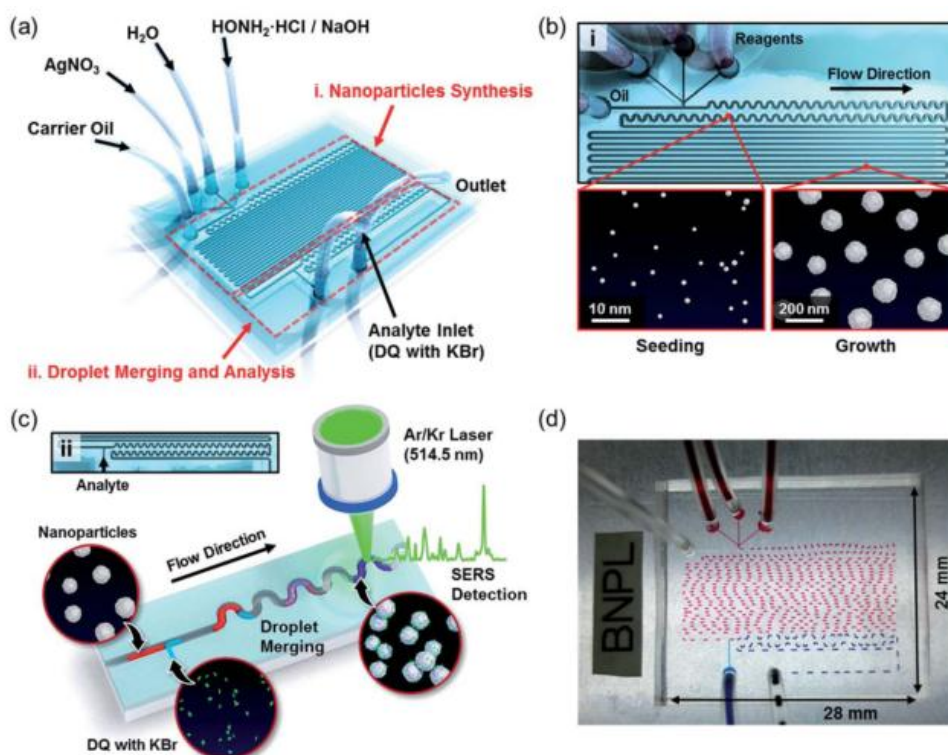 (a)
HONH₂·HCl / NaOH
H₂O
AgNO₃
Carrier Oil
i. Nanoparticles Synthesis
Outlet
Analyte Inlet
(DQ with KBr)
ii. Droplet Merging and Analysis
(b)
i
Reagents
Flow Direction
Oil
10 nm
200 nm
Seeding
Growth
(c)
ii
Analyte
Ar/Kr Laser
(514.5 nm)
Nanoparticles
Flow Direction
SERS
Detection
Droplet
Merging
DQ with KBr
(d)
BNPL
24 mm
28 mm